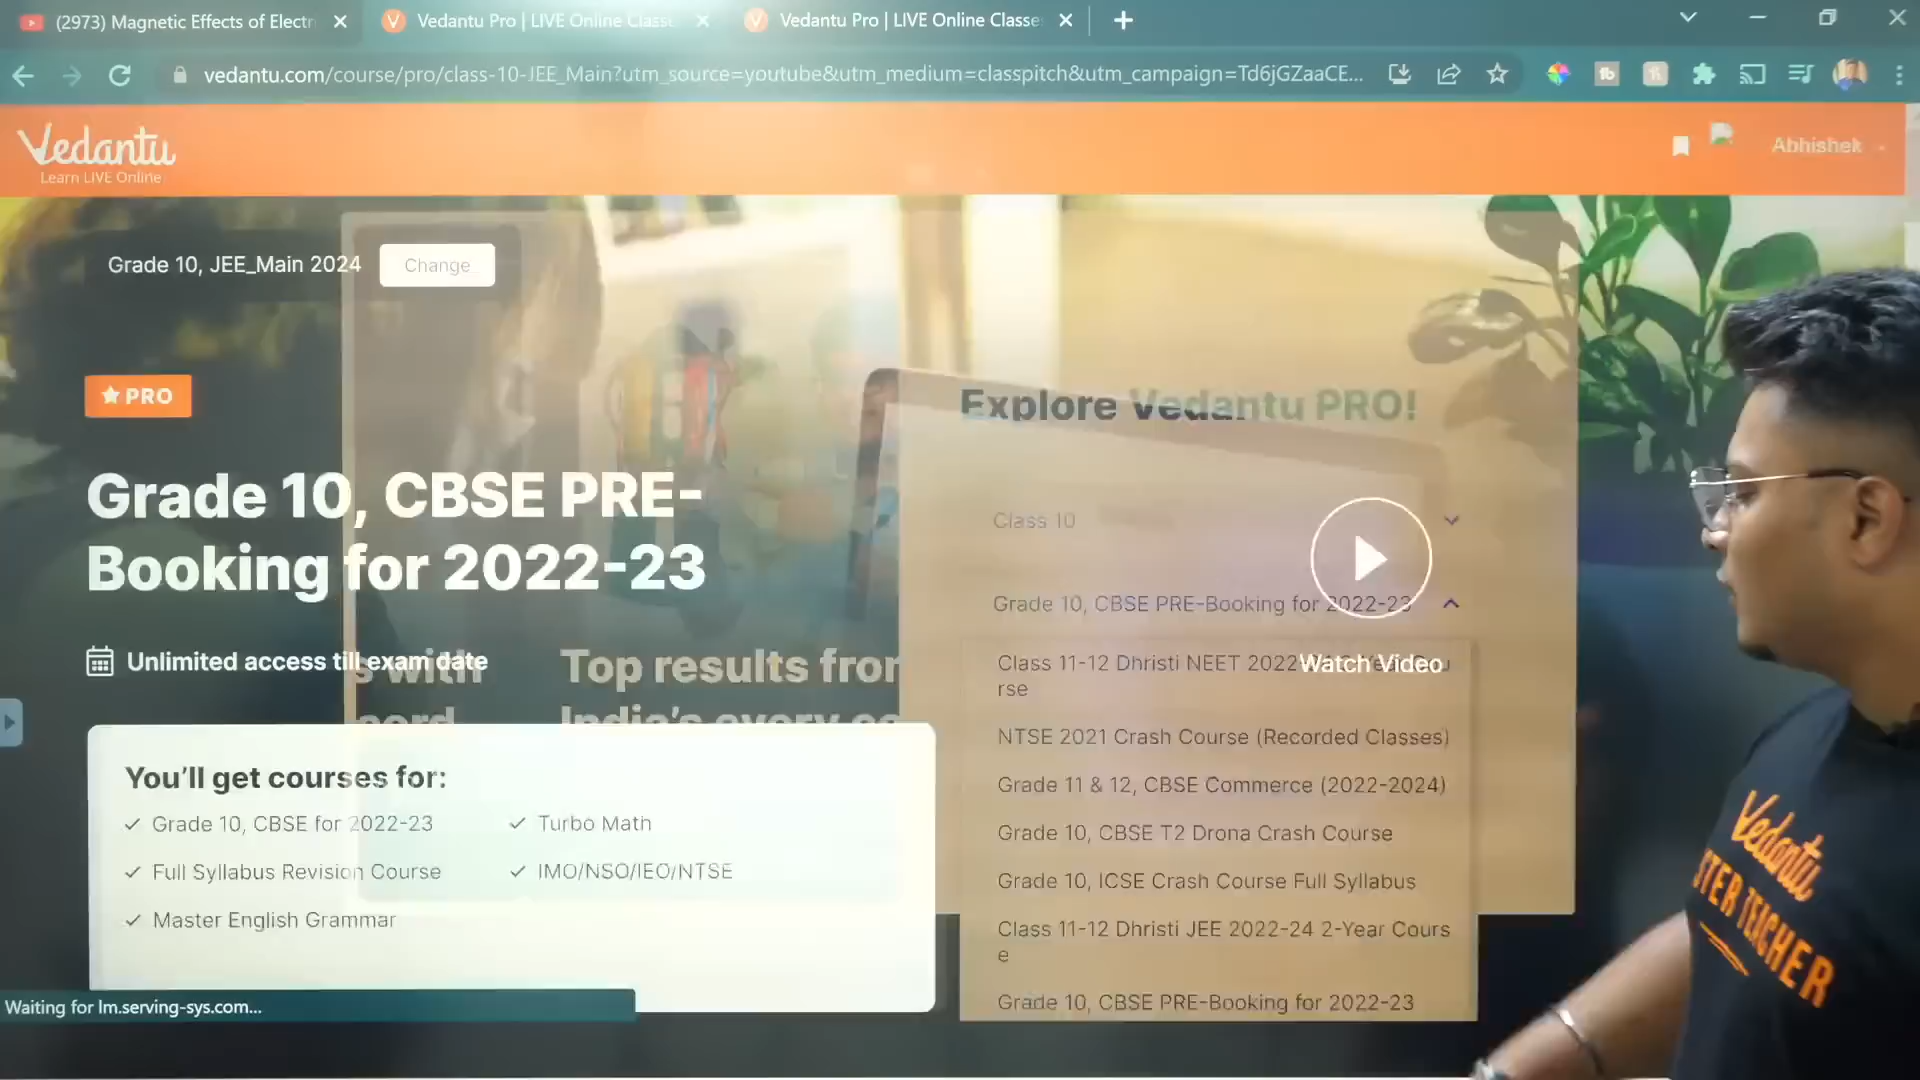 (2973) Magnetic Effects of Electr
Vedantu Pro | LIVE Online Classe
Vedantu Pro | LIVE Online Classe
vedantu.com/course/pro/class-10-JEE_Main?utm_source=youtube&utm_medium=classpitch&utm_campaign=Td6jGZaaCE...
Vedantu
Learn LIVE Online
Abhishek
Grade 10, JEE_Main 2024
Change
PRO
Grade 10, CBSE PRE-
Booking for 2022-23
Unlimited access till exam date
s with
Top results from
India's every co
You'll get courses for:
Grade 10, CBSE for 2022-23
Turbo Math
Full Syllabus Revision Course
IMO/NSO/IEO/NTSE
Master English Grammar
Explore Vedantu PRO!
Class 10
Grade 10, CBSE PRE-Booking for 2022-23
Watch Video
Class 11-12 Dhristi NEET 2022
rse
NTSE 2021 Crash Course (Recorded Classes)
Grade 11 & 12, CBSE Commerce (2022-2024)
Grade 10, CBSE T2 Drona Crash Course
Grade 10, ICSE Crash Course Full Syllabus
Class 11-12 Dhristi JEE 2022-24 2-Year Cours
e
Grade 10, CBSE PRE-Booking for 2022-23
Waiting for lm.serving-sys.com...
Vedantu
STER TEACHER